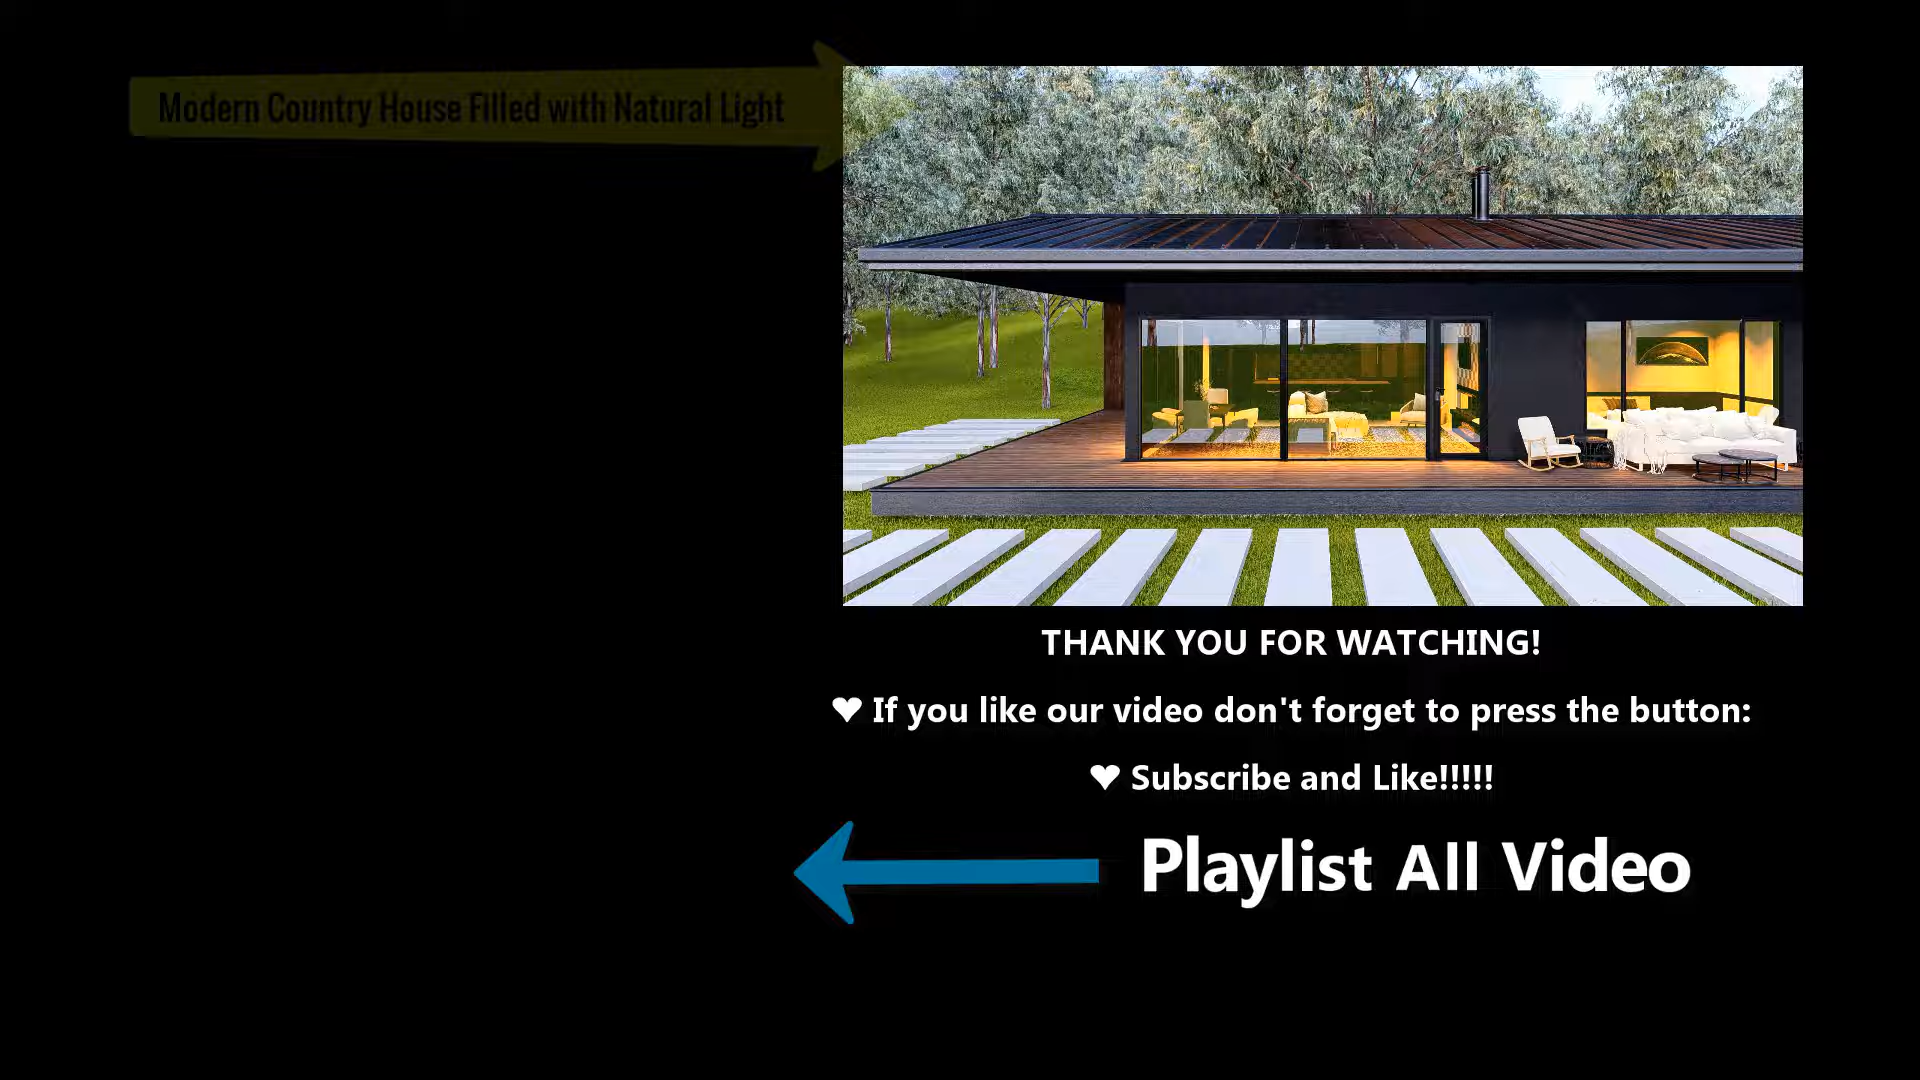 Modern Country House Filled with Natural Light
THANK YOU FOR WATCHING!
❤ If you like our video don't forget to press the button:
❤ Subscribe and Like!!!!!
Playlist All Video